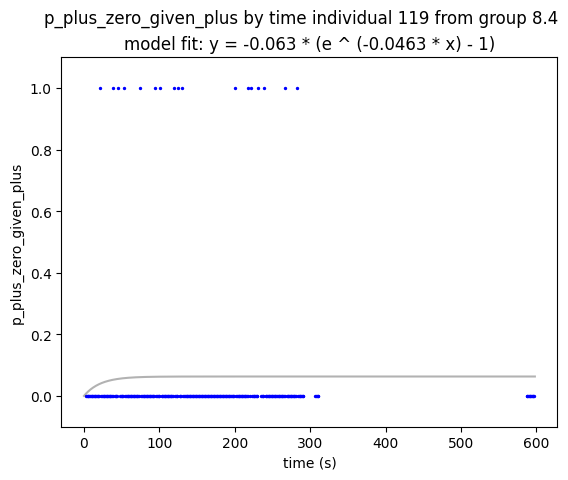 p_plus_zero_given_plus by time individual 119 from group 8.4
model fit: y = -0.063 * (e ^ (-0.0463 * x) - 1)
1.0
0.8
0.6
0.4
0.2
0.0
p_plus_zero_given_plus
0 100 200 300 400 500 600
time (s)